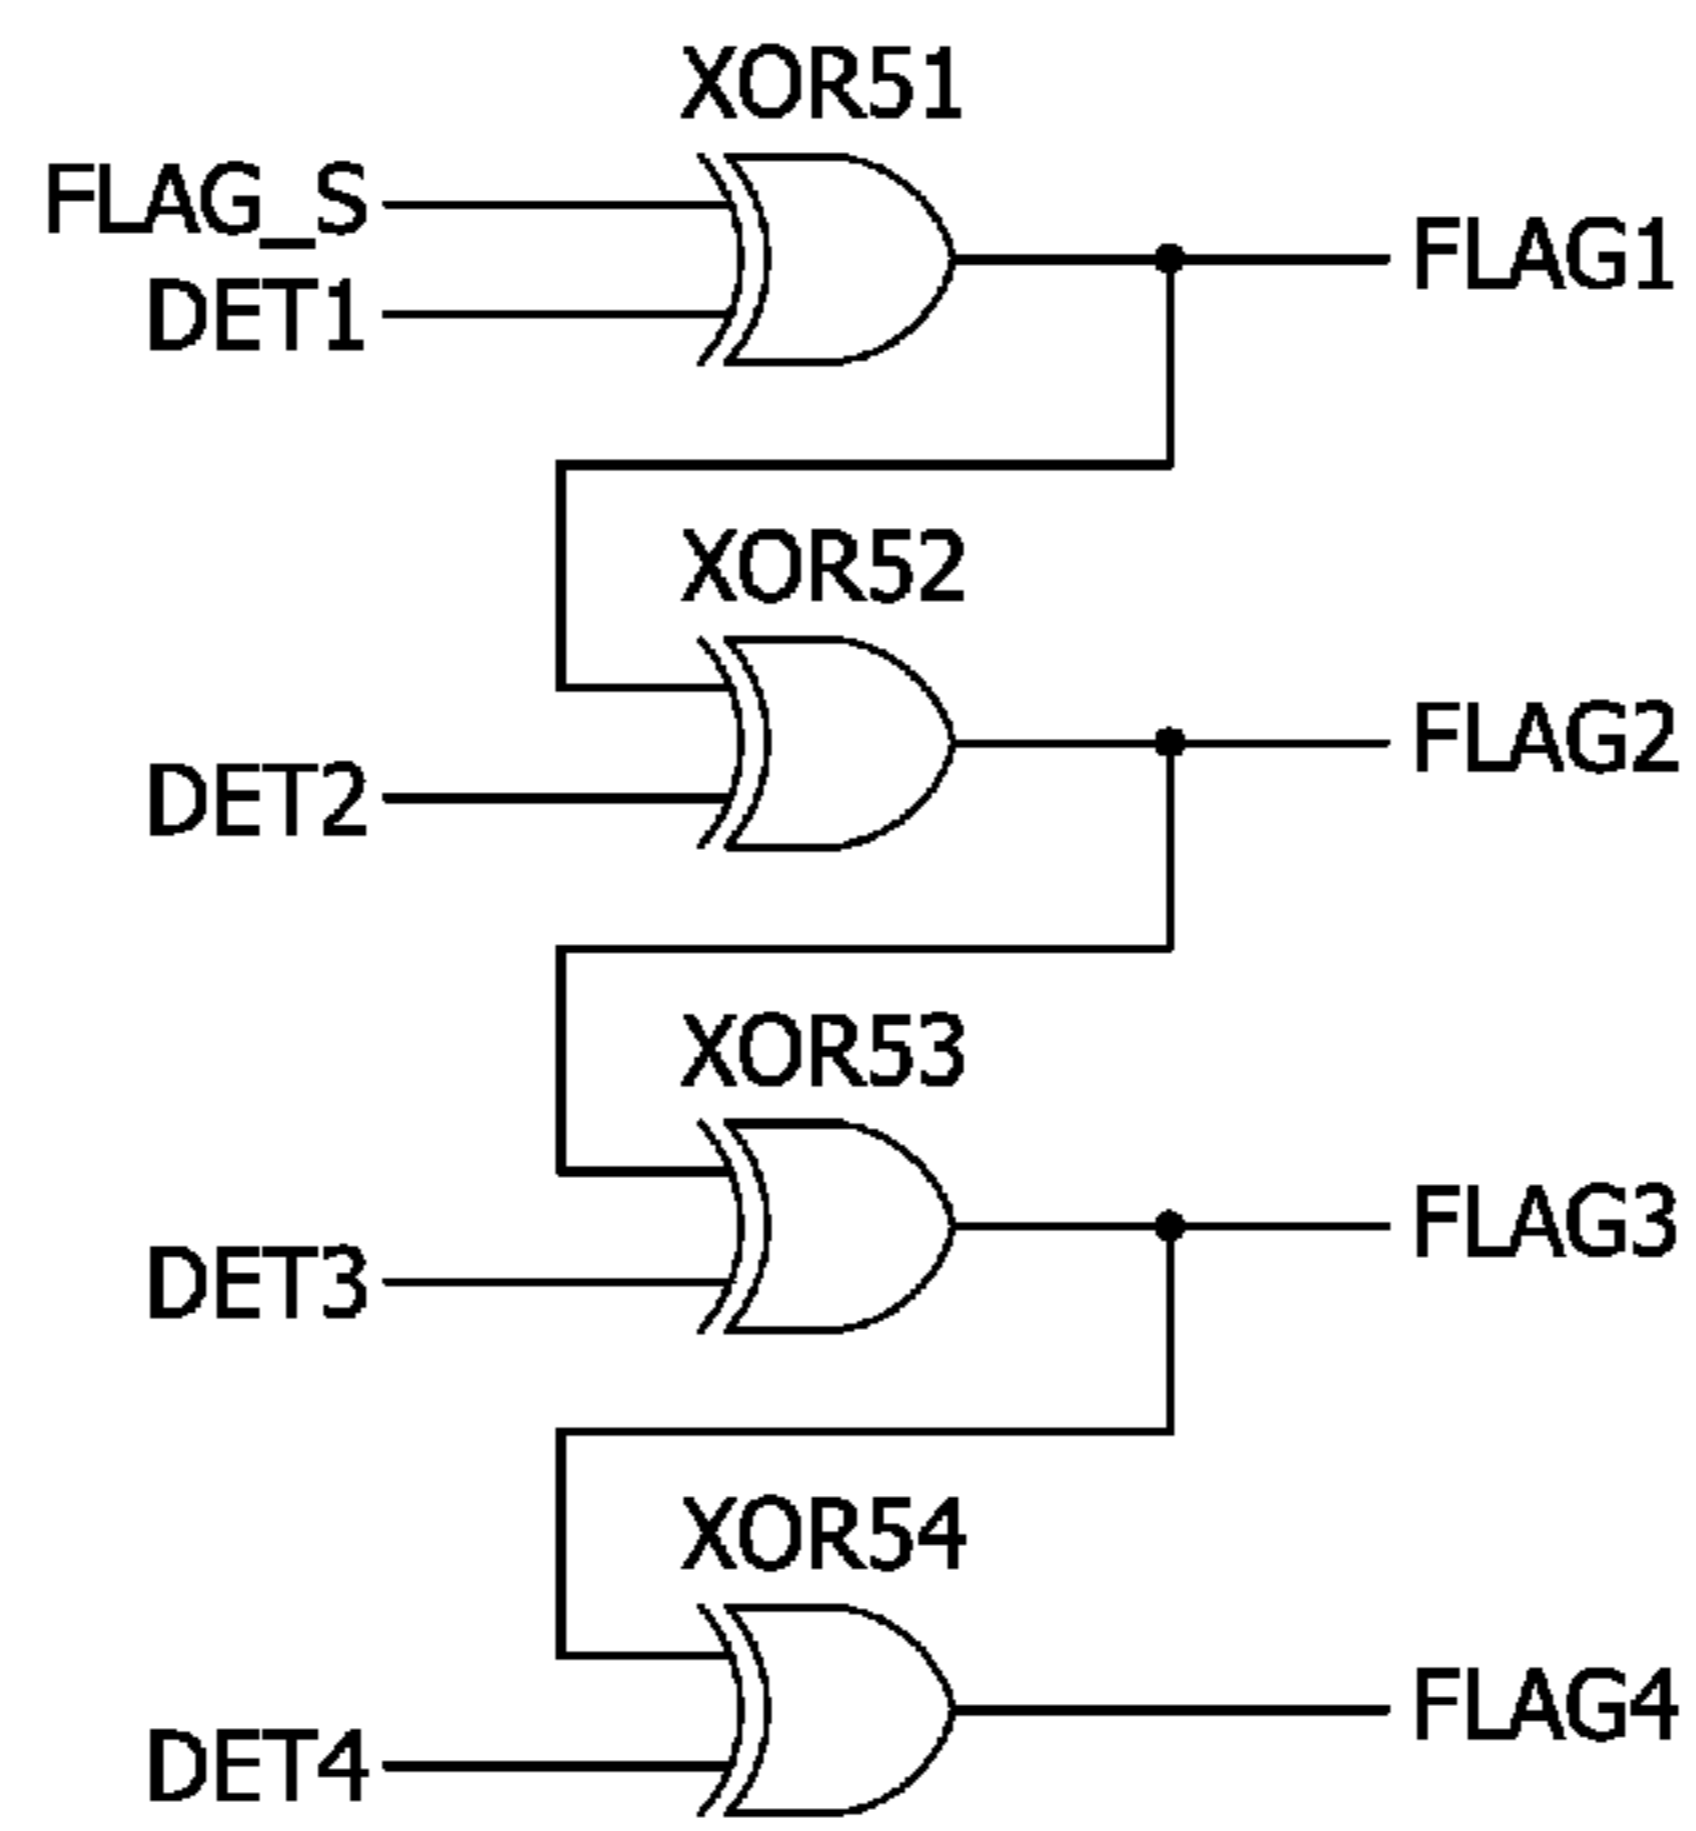 XOR51
FLAG_S
FLAG1
DET1
XOR52
FLAG2
DET2
XOR53
FLAG3
DET3
XOR54
FLAG4
DET4